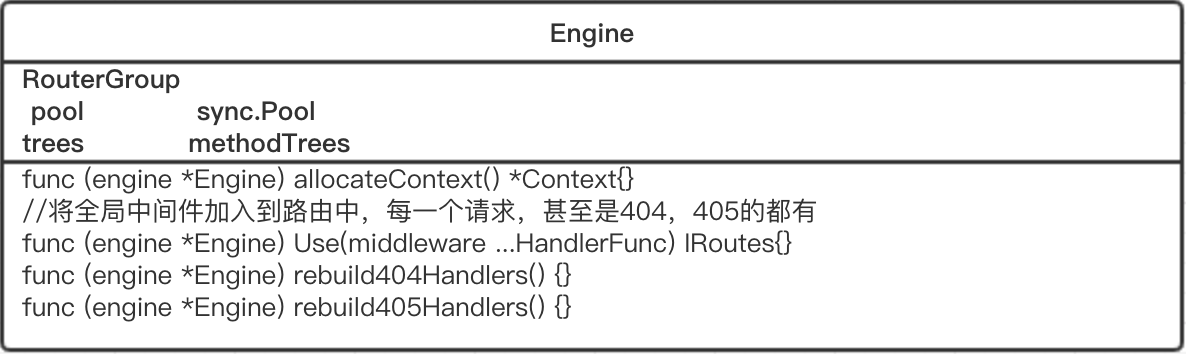 Engine
RouterGroup
pool sync.Pool
trees methodTrees
func (engine *Engine) allocateContext() *Context{}
//将全局中间件加入到路由中，每一个请求，甚至是404，405的都有
func (engine *Engine) Use(middleware ...HandlerFunc) IRoutes{}
func (engine *Engine) rebuild404Handlers() {}
func (engine *Engine) rebuild405Handlers() {}